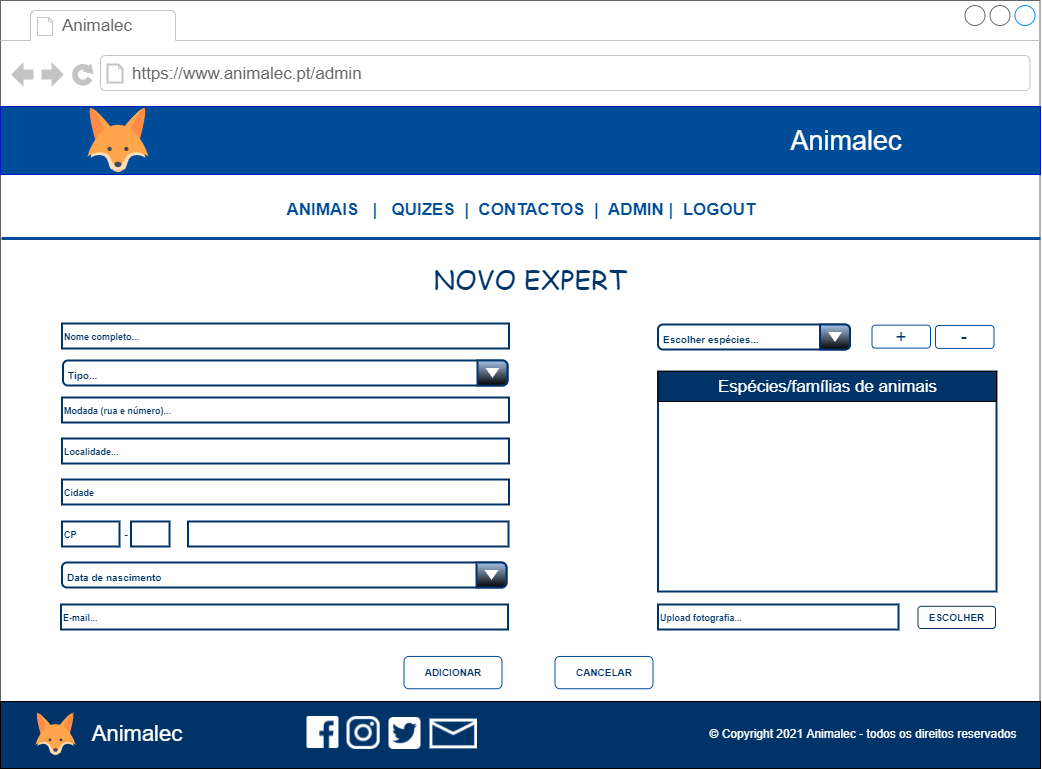 Animalec
https://www.animalec.pt/admin
Animalec
ANIMAIS | QUIZES | CONTACTOS | ADMIN | LOGOUT
NOVO EXPERT
Nome completo...
Escolher espécies...
+
-
Tipo...
Espécies/famílias de animais
Modada (rua e número)...
Localidade...
Cidade
CP
-
Data de nascimento
E-mail...
Upload fotografia...
ESCOLHER
ADICIONAR
CANCELAR
Animalec
© Copyright 2021 Animalec - todos os direitos reservados